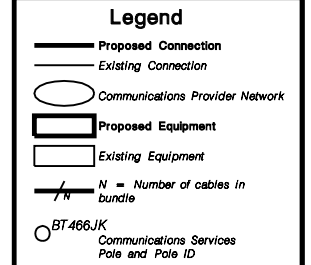 Legend
Proposed Connection
Existing Connection
Communications Provider Network
Proposed Equipment
Existing Equipment
N = Number of cables in
bundle
N
BT466JK
Communications Services
Pole and Pole ID